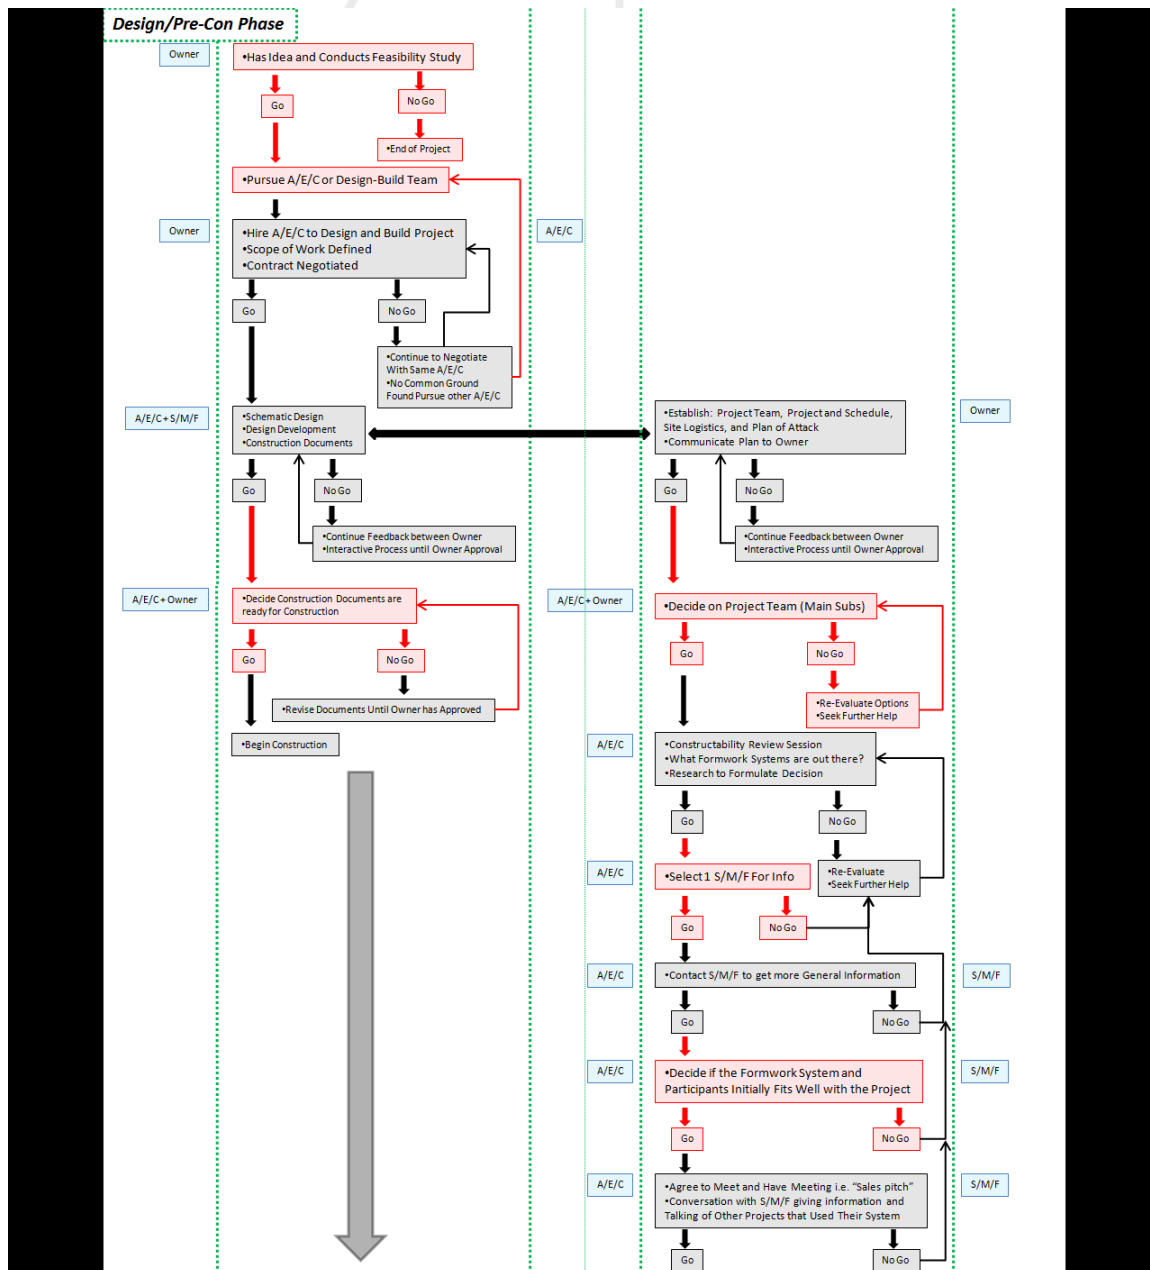 Design/Pre-Con Phase
Owner
•Has Idea and Conducts Feasibility Study
Go
No Go
•End of Project
•Pursue A/E/C or Design-Build Team
Owner
•Hire A/E/C to Design and Build Project
•Scope of Work Defined
•Contract Negotiated
A/E/C
Go
No Go
•Continue to Negotiate
With Same A/E/C
•No Common Ground
Found Pursue other A/E/C
A/E/C + S/M/F
•Schematic Design
•Design Development
•Construction Documents
Go
No Go
•Continue Feedback between Owner
•Interactive Process until Owner Approval
A/E/C + Owner
•Decide Construction Documents are
ready for Construction
Go
No Go
•Revise Documents Until Owner has Approved
•Begin Construction
•Establish: Project Team, Project and Schedule,
Site Logistics, and Plan of Attack
•Communicate Plan to Owner
Owner
Go
No Go
•Continue Feedback between Owner
•Interactive Process until Owner Approval
A/E/C + Owner
•Decide on Project Team (Main Subs)
Go
No Go
•Re-Evaluate Options
•Seek Further Help
A/E/C
•Constructability Review Session
•What Formwork Systems are out there?
•Research to Formulate Decision
Go
No Go
•Re-Evaluate
•Seek Further Help
A/E/C
•Select 1 S/M/F For Info
Go
No Go
A/E/C
•Contact S/M/F to get more General Information
S/M/F
Go
No Go
A/E/C
•Decide if the Formwork System and
Participants Initially Fits Well with the Project
S/M/F
Go
No Go
A/E/C
•Agree to Meet and Have Meeting i.e. “Sales pitch”
•Conversation with S/M/F giving information and
Talking of Other Projects that Used Their System
S/M/F
Go
No Go